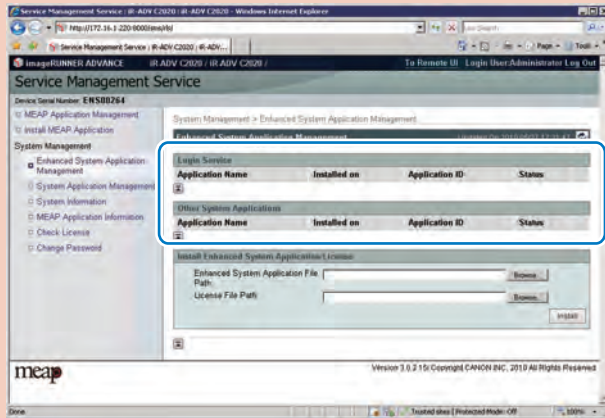 Service Management Service : iR-ADV C2020 / iR-ADV C2020 - Windows Internet Explorer
Service Management Service : iR-ADV C2020 / iR-ADV...
Page
imageRUNNER ADVANCE iR-ADV C2020 / iR-ADV C2020 / To Remote UI Login User:Administrator Log Out
Service Management Service
Device Serial Number: ENS00264
MEAP Application Management
Install MEAP Application
System Management
Enhanced System Application Management
System Application Management
System Information
MEAP Application Information
Check License
Change Password
System Management > Enhanced System Application Management
Enhanced System Application Management
Login Service
Application Name Installed on Application ID Status
Other System Applications
Application Name Installed on Application ID Status
Install Enhanced System Application/License
Enhanced System Application File Path: Browse...
License File Path: Browse...
Install
meap
Version 3.0.2.15 Copyright CANON INC. 2010 All Rights Reserved
Done Trusted sites | Protected Mode: Off 100%